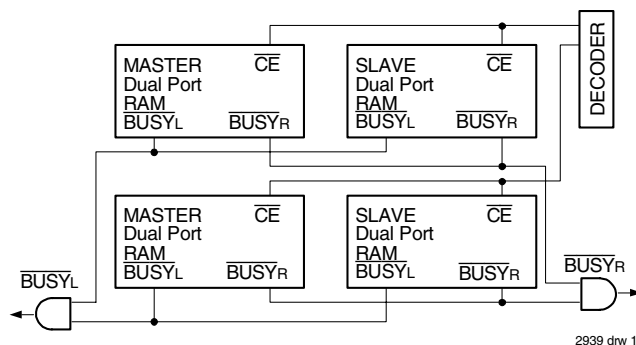 MASTER
Dual Port
RAM
BUSYL
CE
BUSYR
SLAVE
Dual Port
RAM
BUSYL
CE
BUSYR
DECODER
MASTER
Dual Port
RAM
BUSYL
CE
BUSYR
SLAVE
Dual Port
RAM
BUSYL
CE
BUSYR
BUSYL
BUSYR
2939 drw 1